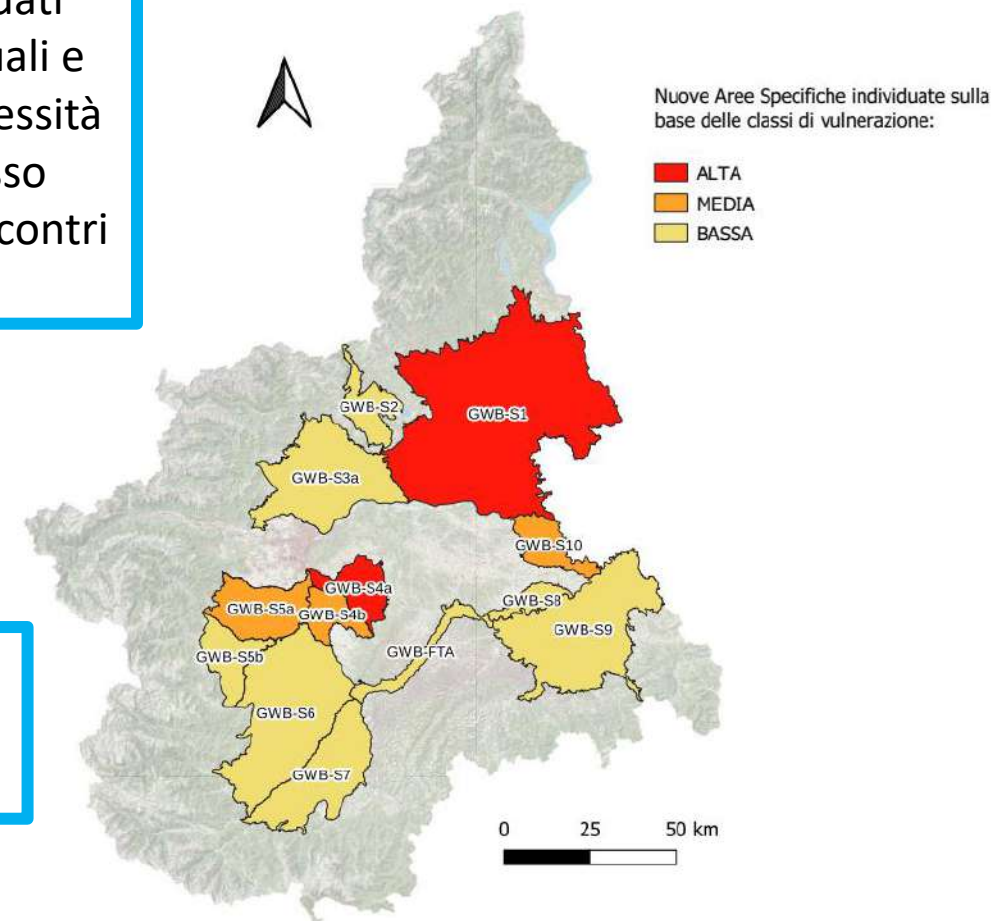 dati
uali e
essità
sso
contri
Nuove Aree Specifiche individuate sulla
base delle classi di vulnerazione:
ALTA
MEDIA
BASSA
GWB-S2
GWB-S1
GWB-S3a
GWB-S10
GWB-S4a
GWB-S5a
GWB-S4b
GWB-S8
GWB-S9
GWB-S5b
GWB-FTA
GWB-S6
GWB-S7
0 25 50 km